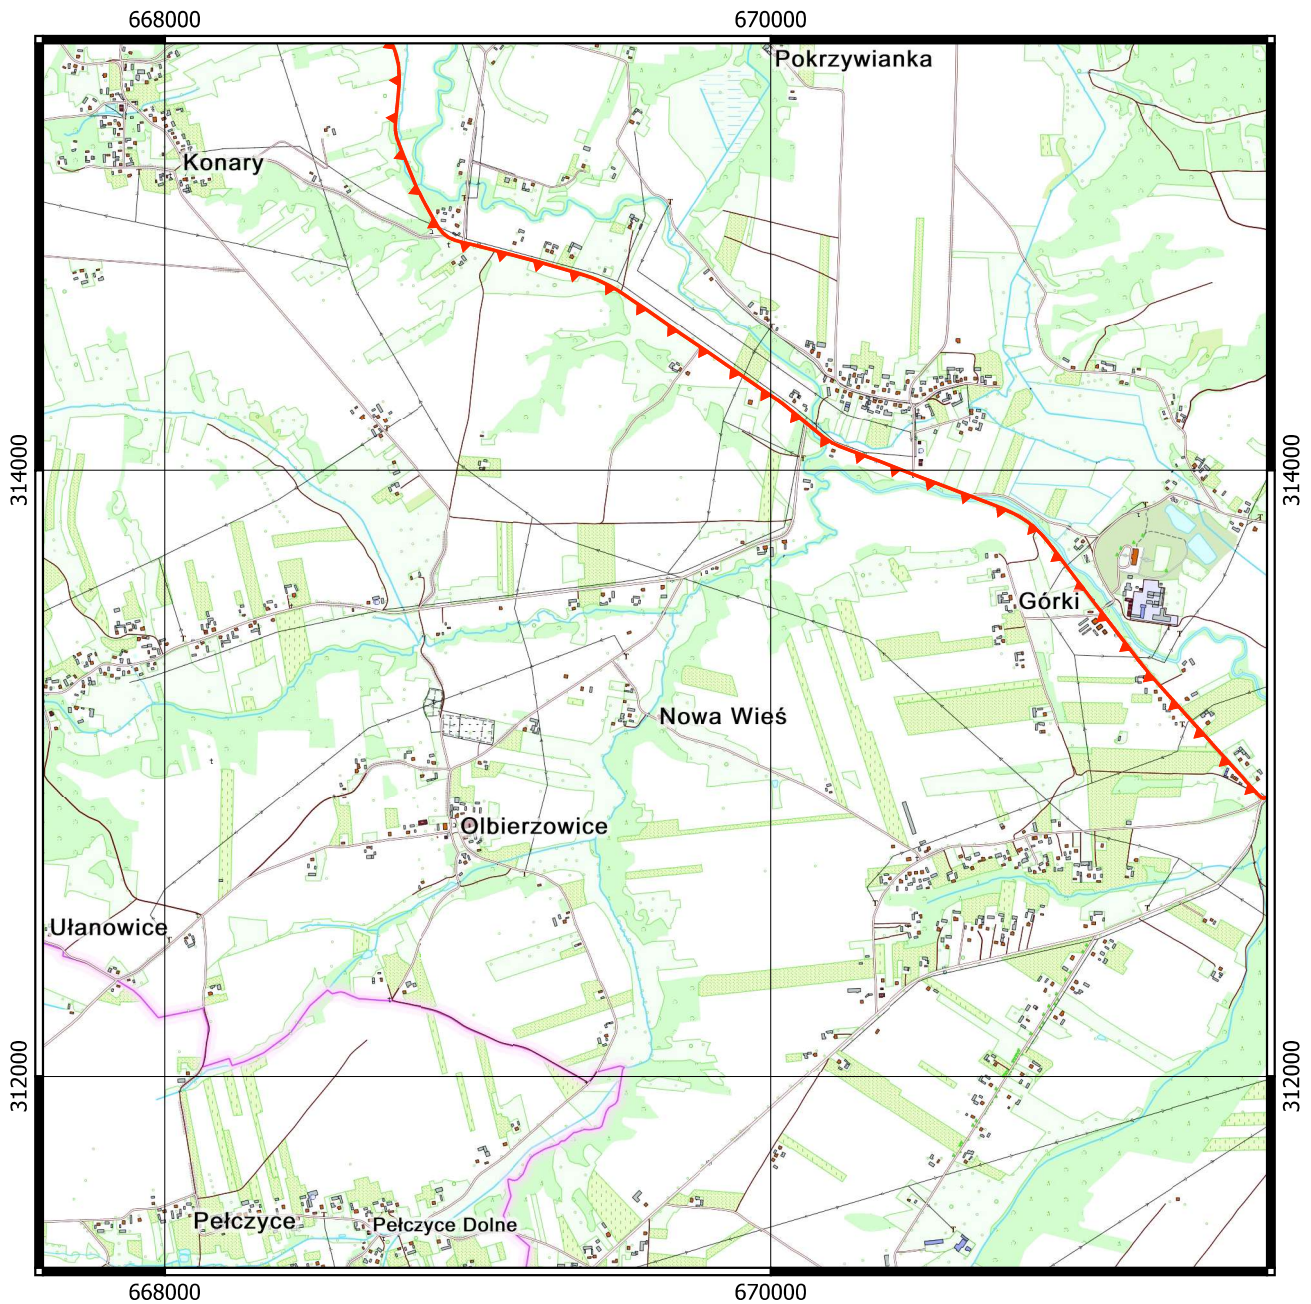 668000 670000
Pokrzywianka
Konary
314000 314000
Górki
Nowa Wieś
Olbierzowice
Ułanowice
312000 312000
Pełczyce
Pełczyce Dolne
668000 670000